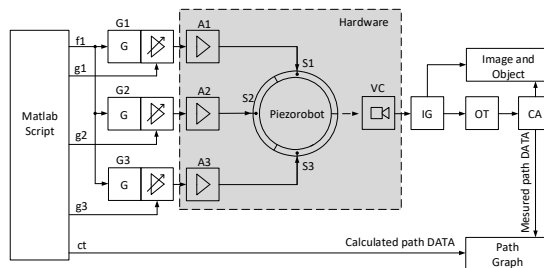 Hardware
G1
A1
f1
G
S1
Image and
Object
g1
VC
G2
A2
S2
Piezorobot
IG
OT
CA
Matlab
Script
G
g2
G3
A3
S3
G
Mesured path DATA
g3
ct
Calculated path DATA
Path
Graph